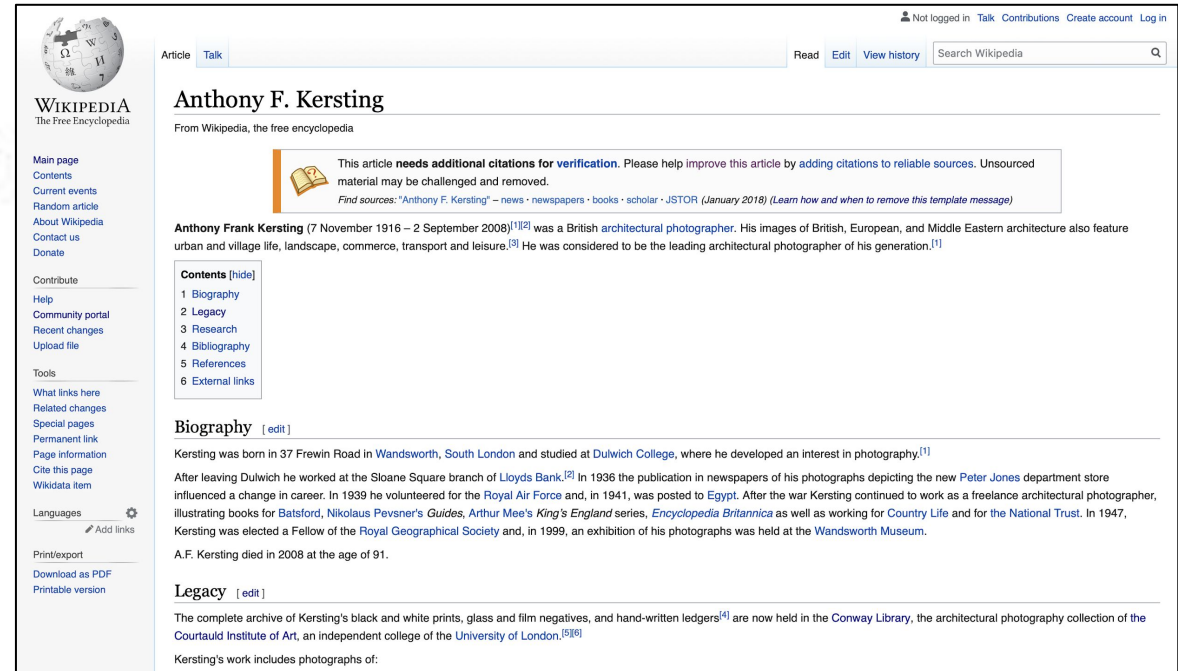 Not logged in Talk Contributions Create account Log in
Article Talk
Read Edit View history Search Wikipedia
Ω W И 維 7
WIKIPEDIA
The Free Encyclopedia
Main page
Contents
Current events
Random article
About Wikipedia
Contact us
Donate
Contribute
Help
Community portal
Recent changes
Upload file
Tools
What links here
Related changes
Special pages
Permanent link
Page information
Cite this page
Wikidata item
Languages
Add links
Print/export
Download as PDF
Printable version
Anthony F. Kersting
From Wikipedia, the free encyclopedia
This article needs additional citations for verification. Please help improve this article by adding citations to reliable sources. Unsourced
material may be challenged and removed.
Find sources: "Anthony F. Kersting" – news · newspapers · books · scholar · JSTOR (January 2018) (Learn how and when to remove this template message)
Anthony Frank Kersting (7 November 1916 – 2 September 2008)[1][2] was a British architectural photographer. His images of British, European, and Middle Eastern architecture also feature
urban and village life, landscape, commerce, transport and leisure.[3] He was considered to be the leading architectural photographer of his generation.[1]
Contents [hide]
1 Biography
2 Legacy
3 Research
4 Bibliography
5 References
6 External links
Biography [ edit ]
Kersting was born in 37 Frewin Road in Wandsworth, South London and studied at Dulwich College, where he developed an interest in photography.[1]
After leaving Dulwich he worked at the Sloane Square branch of Lloyds Bank.[2] In 1936 the publication in newspapers of his photographs depicting the new Peter Jones department store
influenced a change in career. In 1939 he volunteered for the Royal Air Force and, in 1941, was posted to Egypt. After the war Kersting continued to work as a freelance architectural photographer,
illustrating books for Batsford, Nikolaus Pevsner's Guides, Arthur Mee's King's England series, Encyclopedia Britannica as well as working for Country Life and for the National Trust. In 1947,
Kersting was elected a Fellow of the Royal Geographical Society and, in 1999, an exhibition of his photographs was held at the Wandsworth Museum.
A.F. Kersting died in 2008 at the age of 91.
Legacy [ edit ]
The complete archive of Kersting's black and white prints, glass and film negatives, and hand-written ledgers[4] are now held in the Conway Library, the architectural photography collection of the
Courtauld Institute of Art, an independent college of the University of London.[5][6]
Kersting's work includes photographs of: